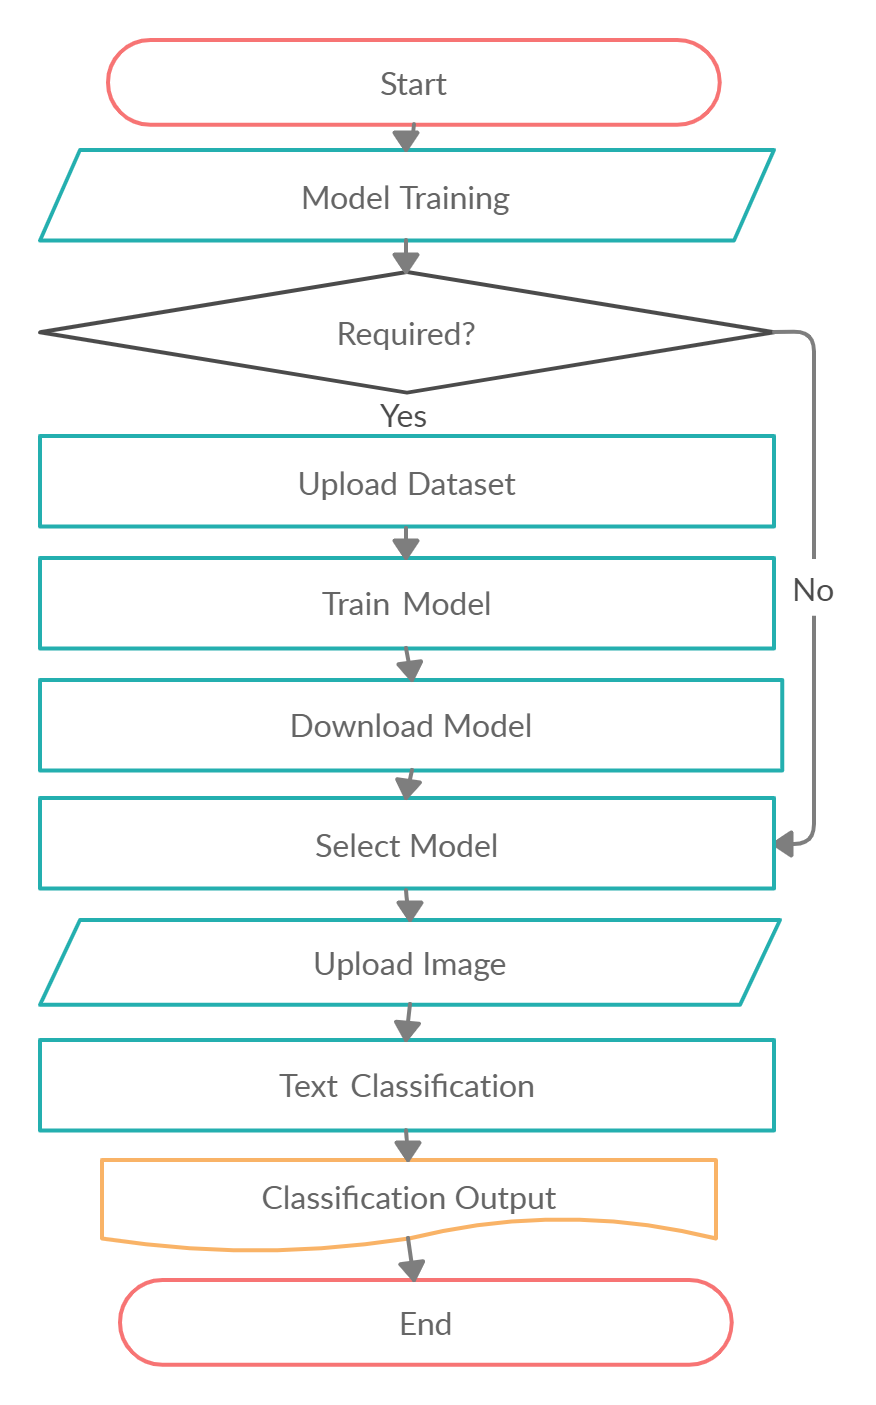 Start
Model Training
Required?
Yes
Upload Dataset
Train Model
No
Download Model
Select Model
Upload Image
Text Classification
Classification Output
End